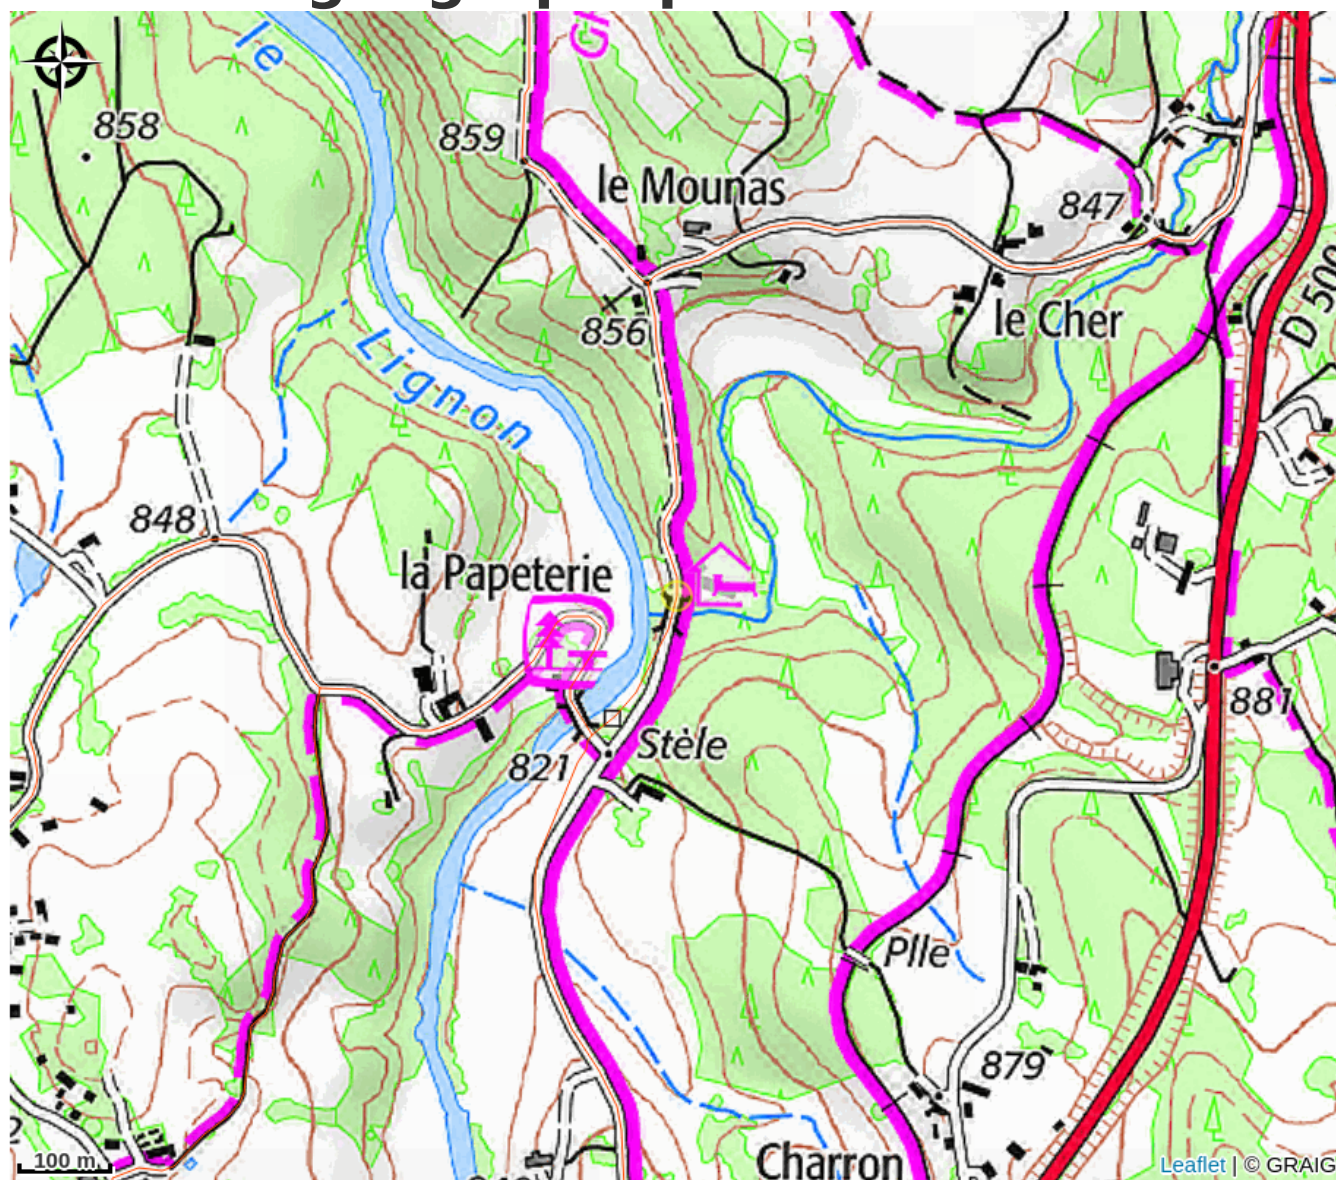 le
858
859
le Mounas
847
D 500
856
le Cher
Lignon
848
la Papeterie
881
Stèle
821
Plle
879
Charron
100 m
Leaflet | © GRAIG